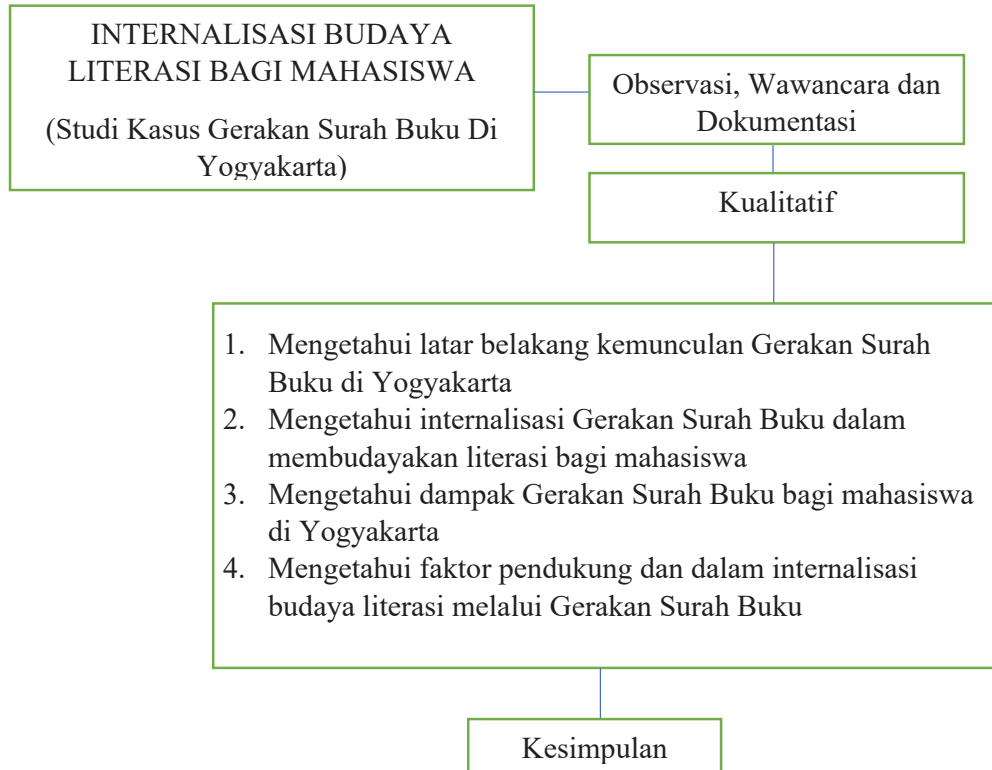 INTERNALISASI BUDAYA
LITERASI BAGI MAHASISWA
(Studi Kasus Gerakan Surah Buku Di
Yogyakarta)
Observasi, Wawancara dan
Dokumentasi
Kualitatif
1. Mengetahui latar belakang kemunculan Gerakan Surah
Buku di Yogyakarta
2. Mengetahui internalisasi Gerakan Surah Buku dalam
membudayakan literasi bagi mahasiswa
3. Mengetahui dampak Gerakan Surah Buku bagi mahasiswa
di Yogyakarta
4. Mengetahui faktor pendukung dan dalam internalisasi
budaya literasi melalui Gerakan Surah Buku
Kesimpulan